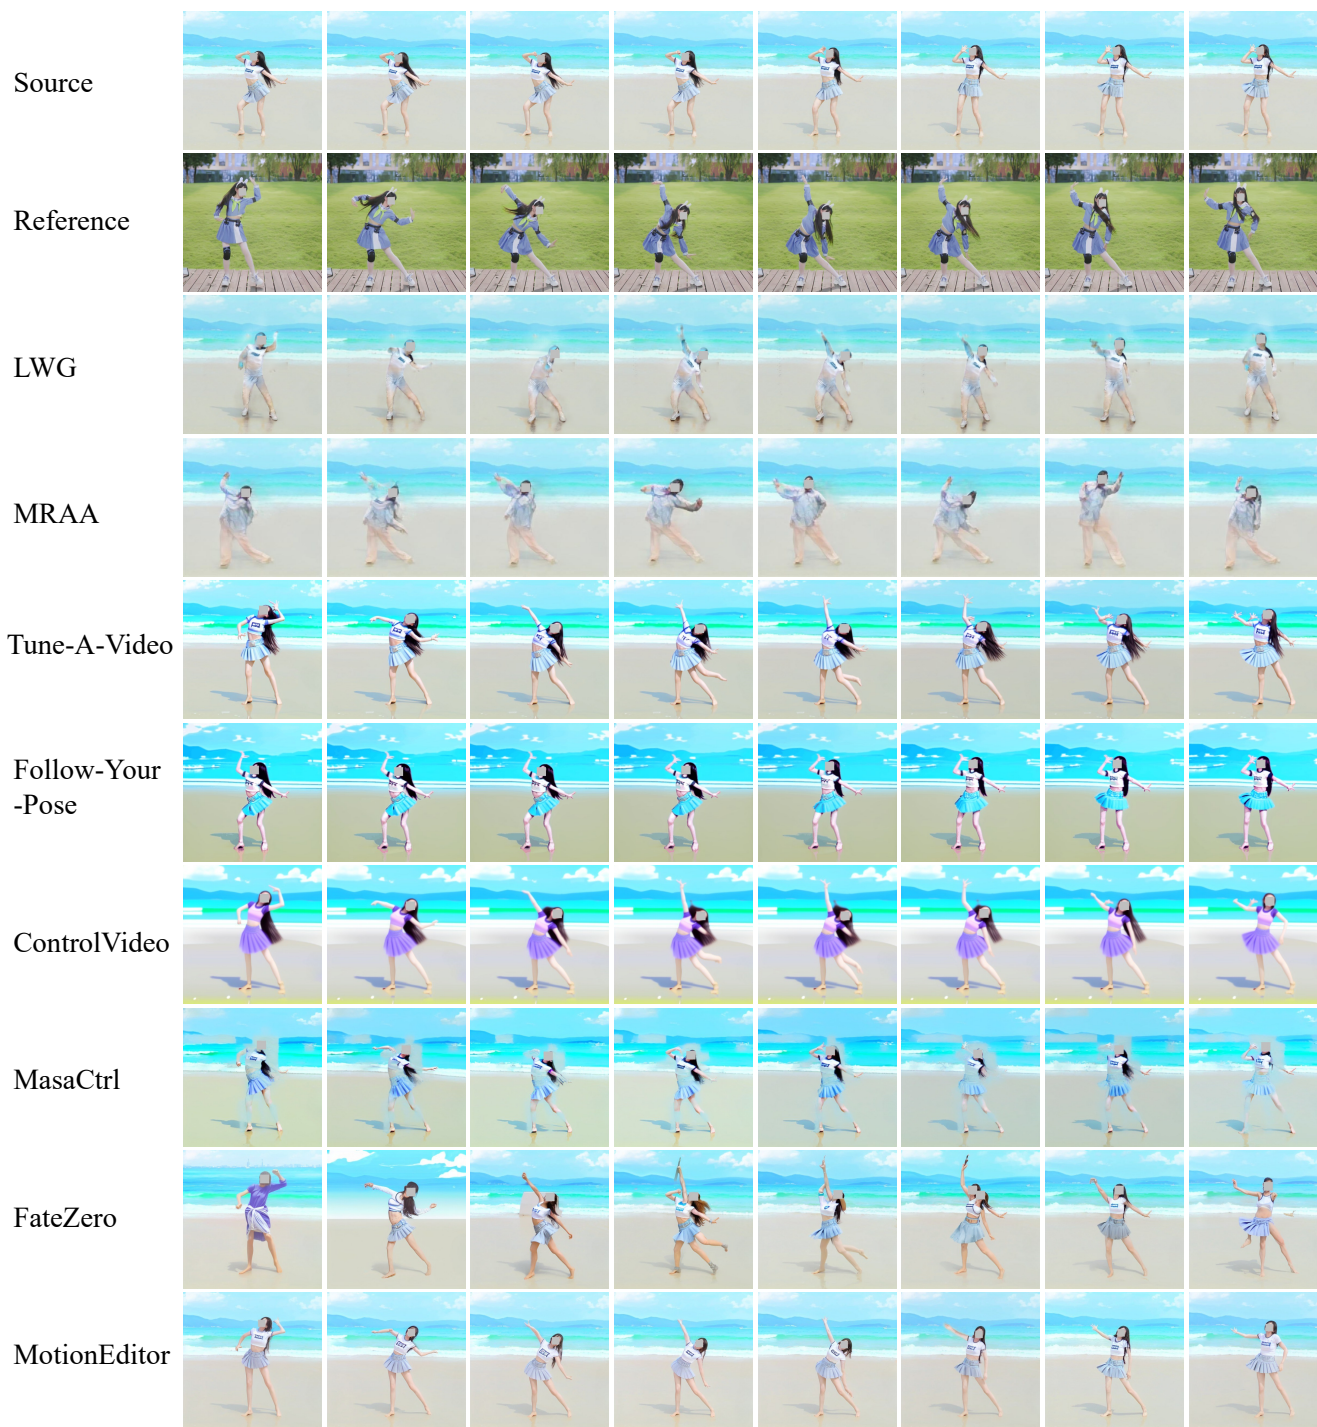 Source
Reference
LWG
MRAA
Tune-A-Video
Follow-Your
-Pose
ControlVideo
MasaCtrl
FateZero
MotionEditor